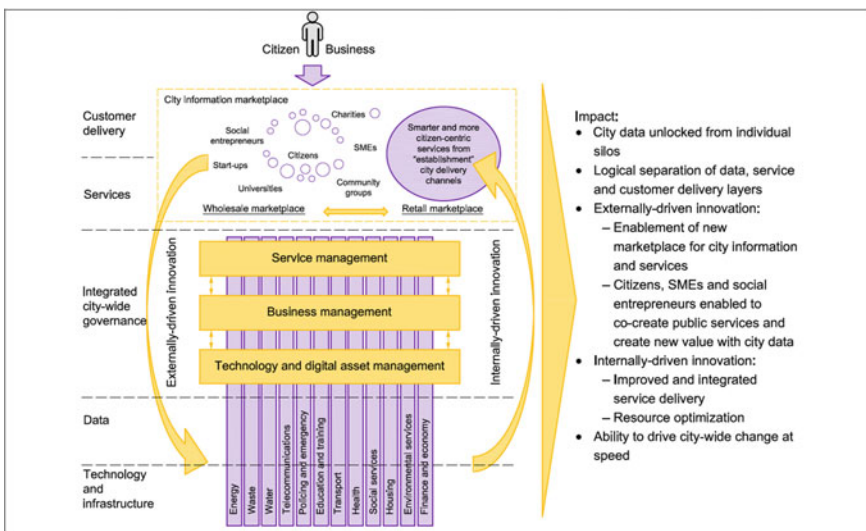 Citizen Business
City information marketplace
Customer
delivery
Services
Charities
Social
entrepreneurs
SMEs
Citizens
Start-ups
Universities
Community
groups
Smarter and more
citizen-centric
services from
"establishment"
city delivery
channels
Wholesale marketplace
Retail marketplace
Integrated
city-wide
governance
Externally-driven innovation
Service management
Business management
Technology and digital asset management
Internally-driven innovation
Data
Technology and
infrastructure
Energy
Waste
Water
Telecommunications
Policing and emergency
Education and training
Transport
Health
Social services
Housing
Environmental services
Finance and economy
Impact:
• City data unlocked from individual
silos
• Logical separation of data, service
and customer delivery layers
• Externally-driven innovation:
– Enablement of new
marketplace for city information
and services
– Citizens, SMEs and social
entrepreneurs enabled to
co-create public services and
create new value with city data
• Internally-driven innovation:
– Improved and integrated
service delivery
– Resource optimization
• Ability to drive city-wide change at
speed